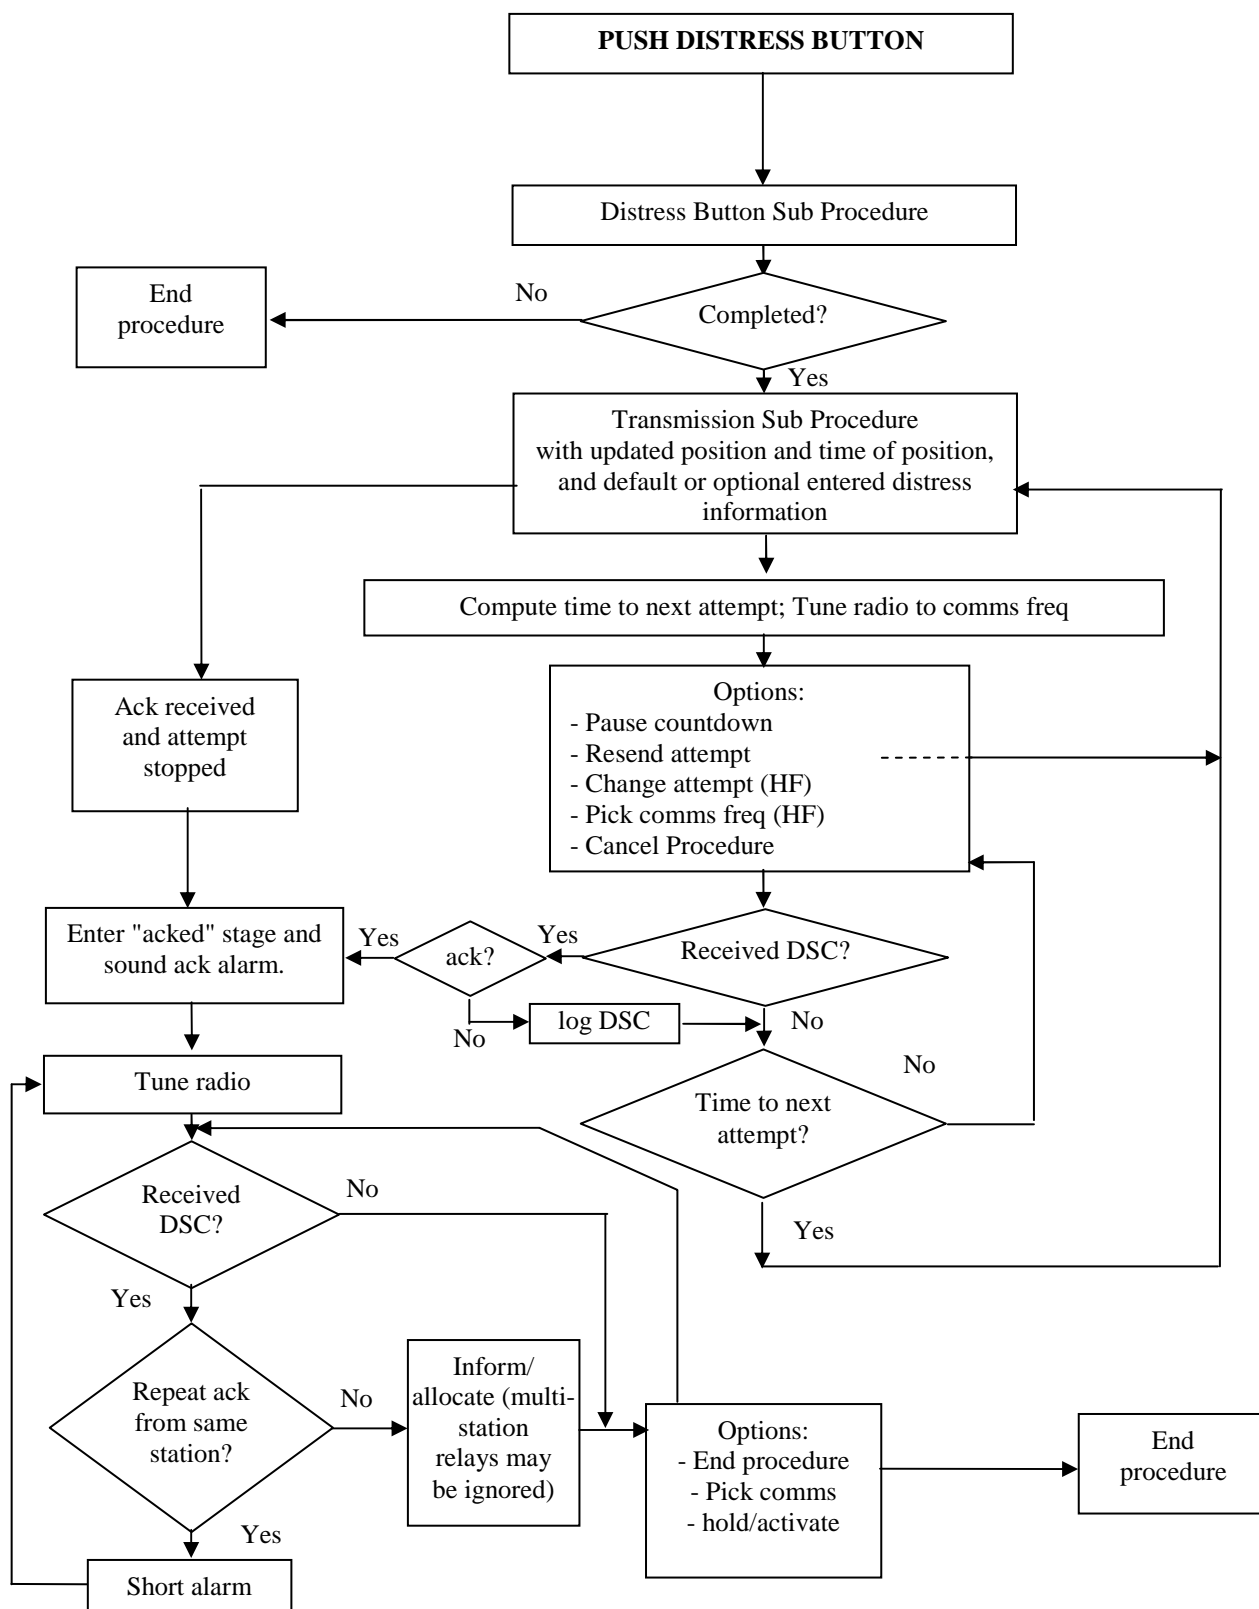 PUSH DISTRESS BUTTON
Distress Button Sub Procedure
End
procedure
No
Completed?
Yes
Transmission Sub Procedure
with updated position and time of position,
and default or optional entered distress
information
Compute time to next attempt; Tune radio to comms freq
Ack received
and attempt
stopped
Options:
- Pause countdown
- Resend attempt
- Change attempt (HF)
- Pick comms freq (HF)
- Cancel Procedure
Enter "acked" stage and
sound ack alarm.
Yes
ack?
Yes
Received DSC?
No
log DSC
No
Tune radio
Time to next
attempt?
No
Yes
Received
DSC?
No
Yes
Repeat ack
from same
station?
No
Yes
Inform/
allocate (multi-
station
relays may
be ignored)
Options:
- End procedure
- Pick comms
- hold/activate
End
procedure
Short alarm